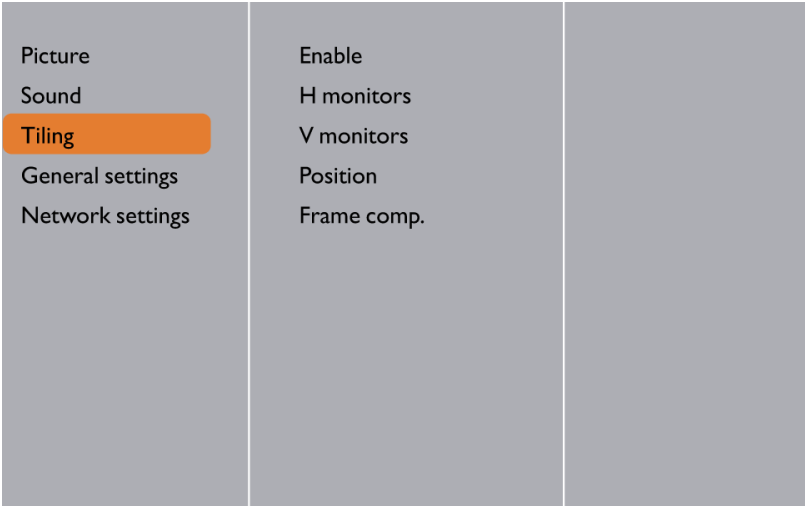 Picture
Sound
Tiling
General settings
Network settings
Enable
H monitors
V monitors
Position
Frame comp.